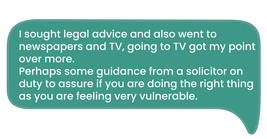 I sought legal advice and also went to
newspapers and TV, going to TV got my point
over more.
Perhaps some guidance from a solicitor on
duty to assure if you are doing the right thing
as you are feeling very vulnerable.